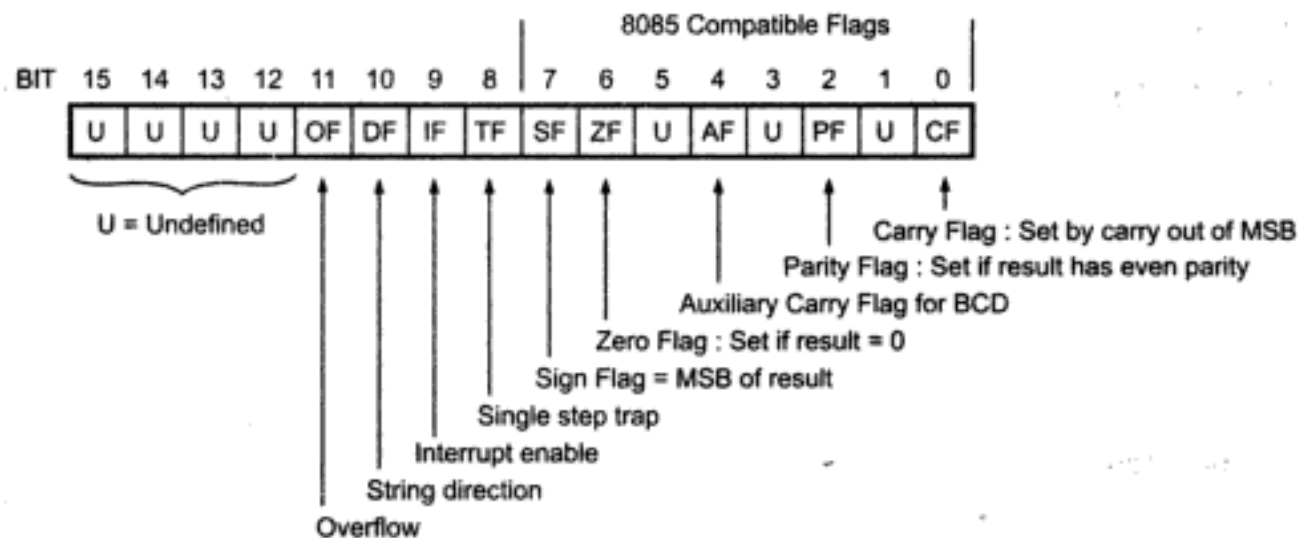 8085 Compatible Flags
BIT 15 14 13 12 11 10 9 8 7 6 5 4 3 2 1 0
U U U U OF DF IF TF SF ZF U AF U PF U CF
U = Undefined
Carry Flag : Set by carry out of MSB
Parity Flag : Set if result has even parity
Auxiliary Carry Flag for BCD
Zero Flag : Set if result = 0
Sign Flag = MSB of result
Single step trap
Interrupt enable
String direction
Overflow